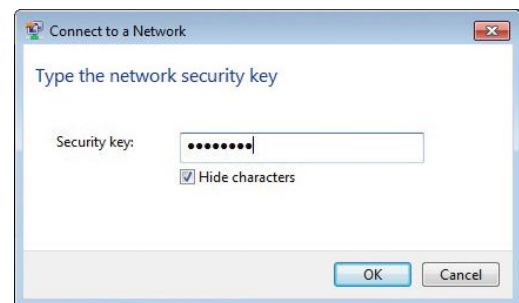 Connect to a Network
Type the network security key
Security key: ••••••••
Hide characters
OK Cancel